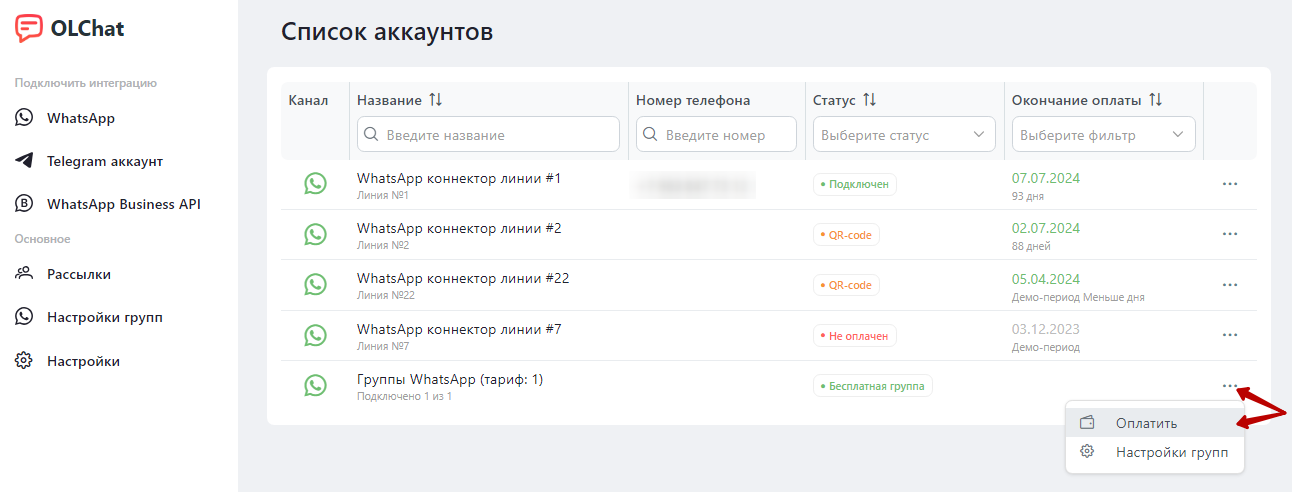 OLChat
Подключить интеграцию
WhatsApp
Telegram аккаунт
WhatsApp Business API
Основное
Рассылки
Настройки групп
Настройки
Список аккаунтов
Канал Название Номер телефона Статус Окончание оплаты
Введите название Введите номер Выберите статус Выберите фильтр
WhatsApp коннектор линии #1 Подключен 07.07.2024
Линия №1 93 дня
WhatsApp коннектор линии #2 QR-code 02.07.2024
Линия №2 88 дней
WhatsApp коннектор линии #22 QR-code 05.04.2024
Линия №22 Демо-период Меньше дня
WhatsApp коннектор линии #7 Не оплачен 03.12.2023
Линия №7 Демо-период
Группы WhatsApp (тариф: 1) Бесплатная группа
Подключено 1 из 1
Оплатить
Настройки групп